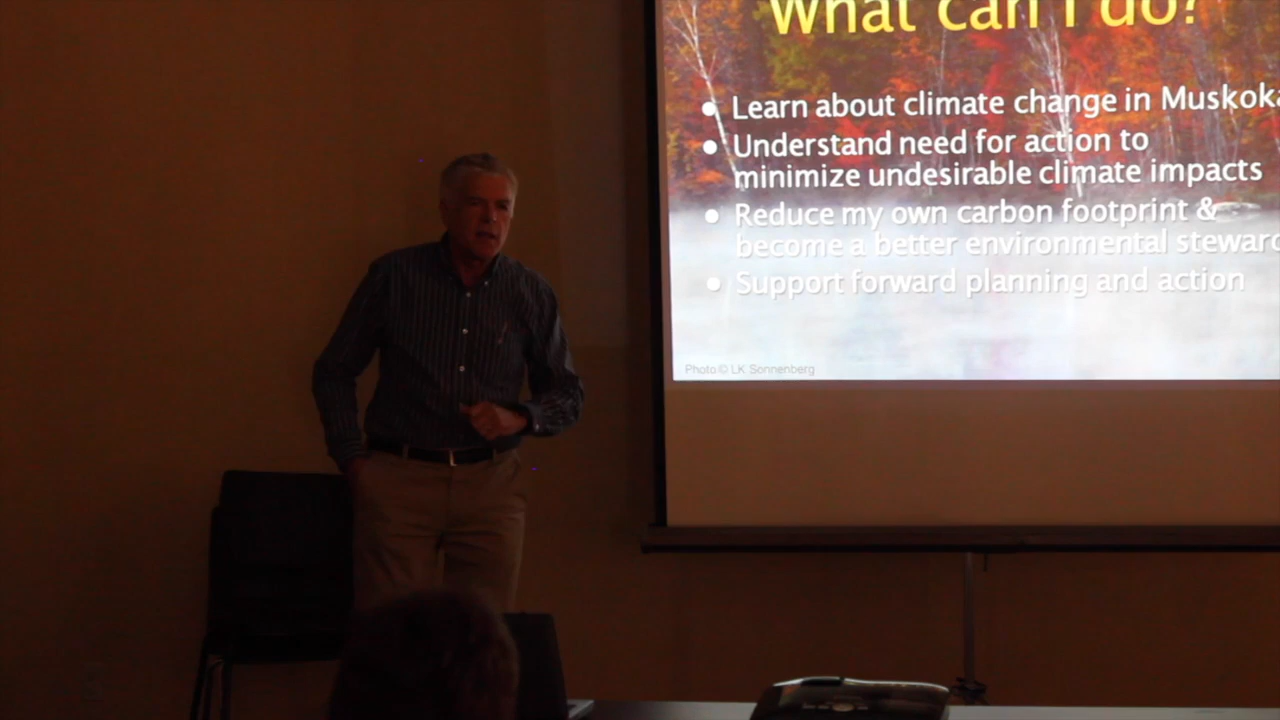 What can I do?
• Learn about climate change in Muskoka
• Understand need for action to
minimize undesirable climate impacts
• Reduce my own carbon footprint &
become a better environmental steward
• Support forward planning and action
Photo © LK Sonnenberg